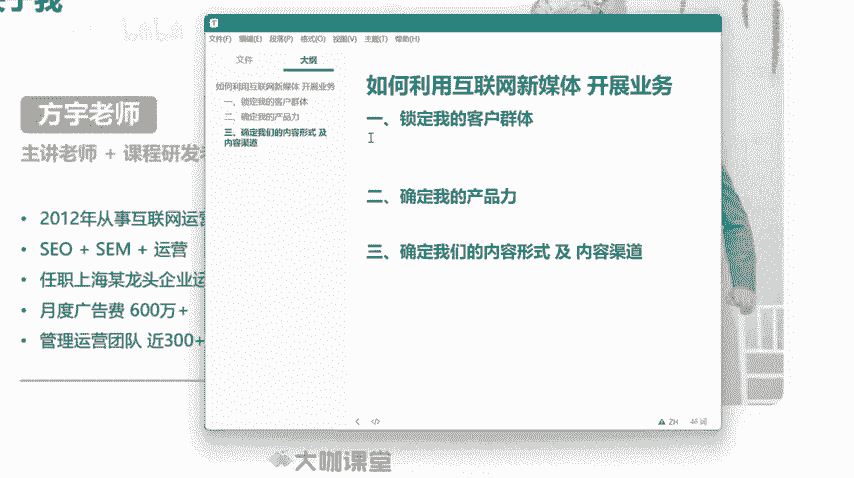 关于我
bilibili
文件(F) 编辑(E) 段落(P) 格式(O) 视图(V) 主题(T) 帮助(H)
文件 大纲
如何利用互联网新媒体 开展业务
一、锁定我的客户群体
二、确定我的产品力
三、确定我们的内容形式 及
内容渠道
如何利用互联网新媒体 开展业务
一、锁定我的客户群体
二、确定我的产品力
三、确定我们的内容形式 及 内容渠道
ZH 46 词
方宇老师
主讲老师 + 课程研发
• 2012年从事互联网运营
• SEO + SEM + 运营
• 任职上海某龙头企业运
• 月度广告费 600万+
• 管理运营团队 近300+
大咖课堂